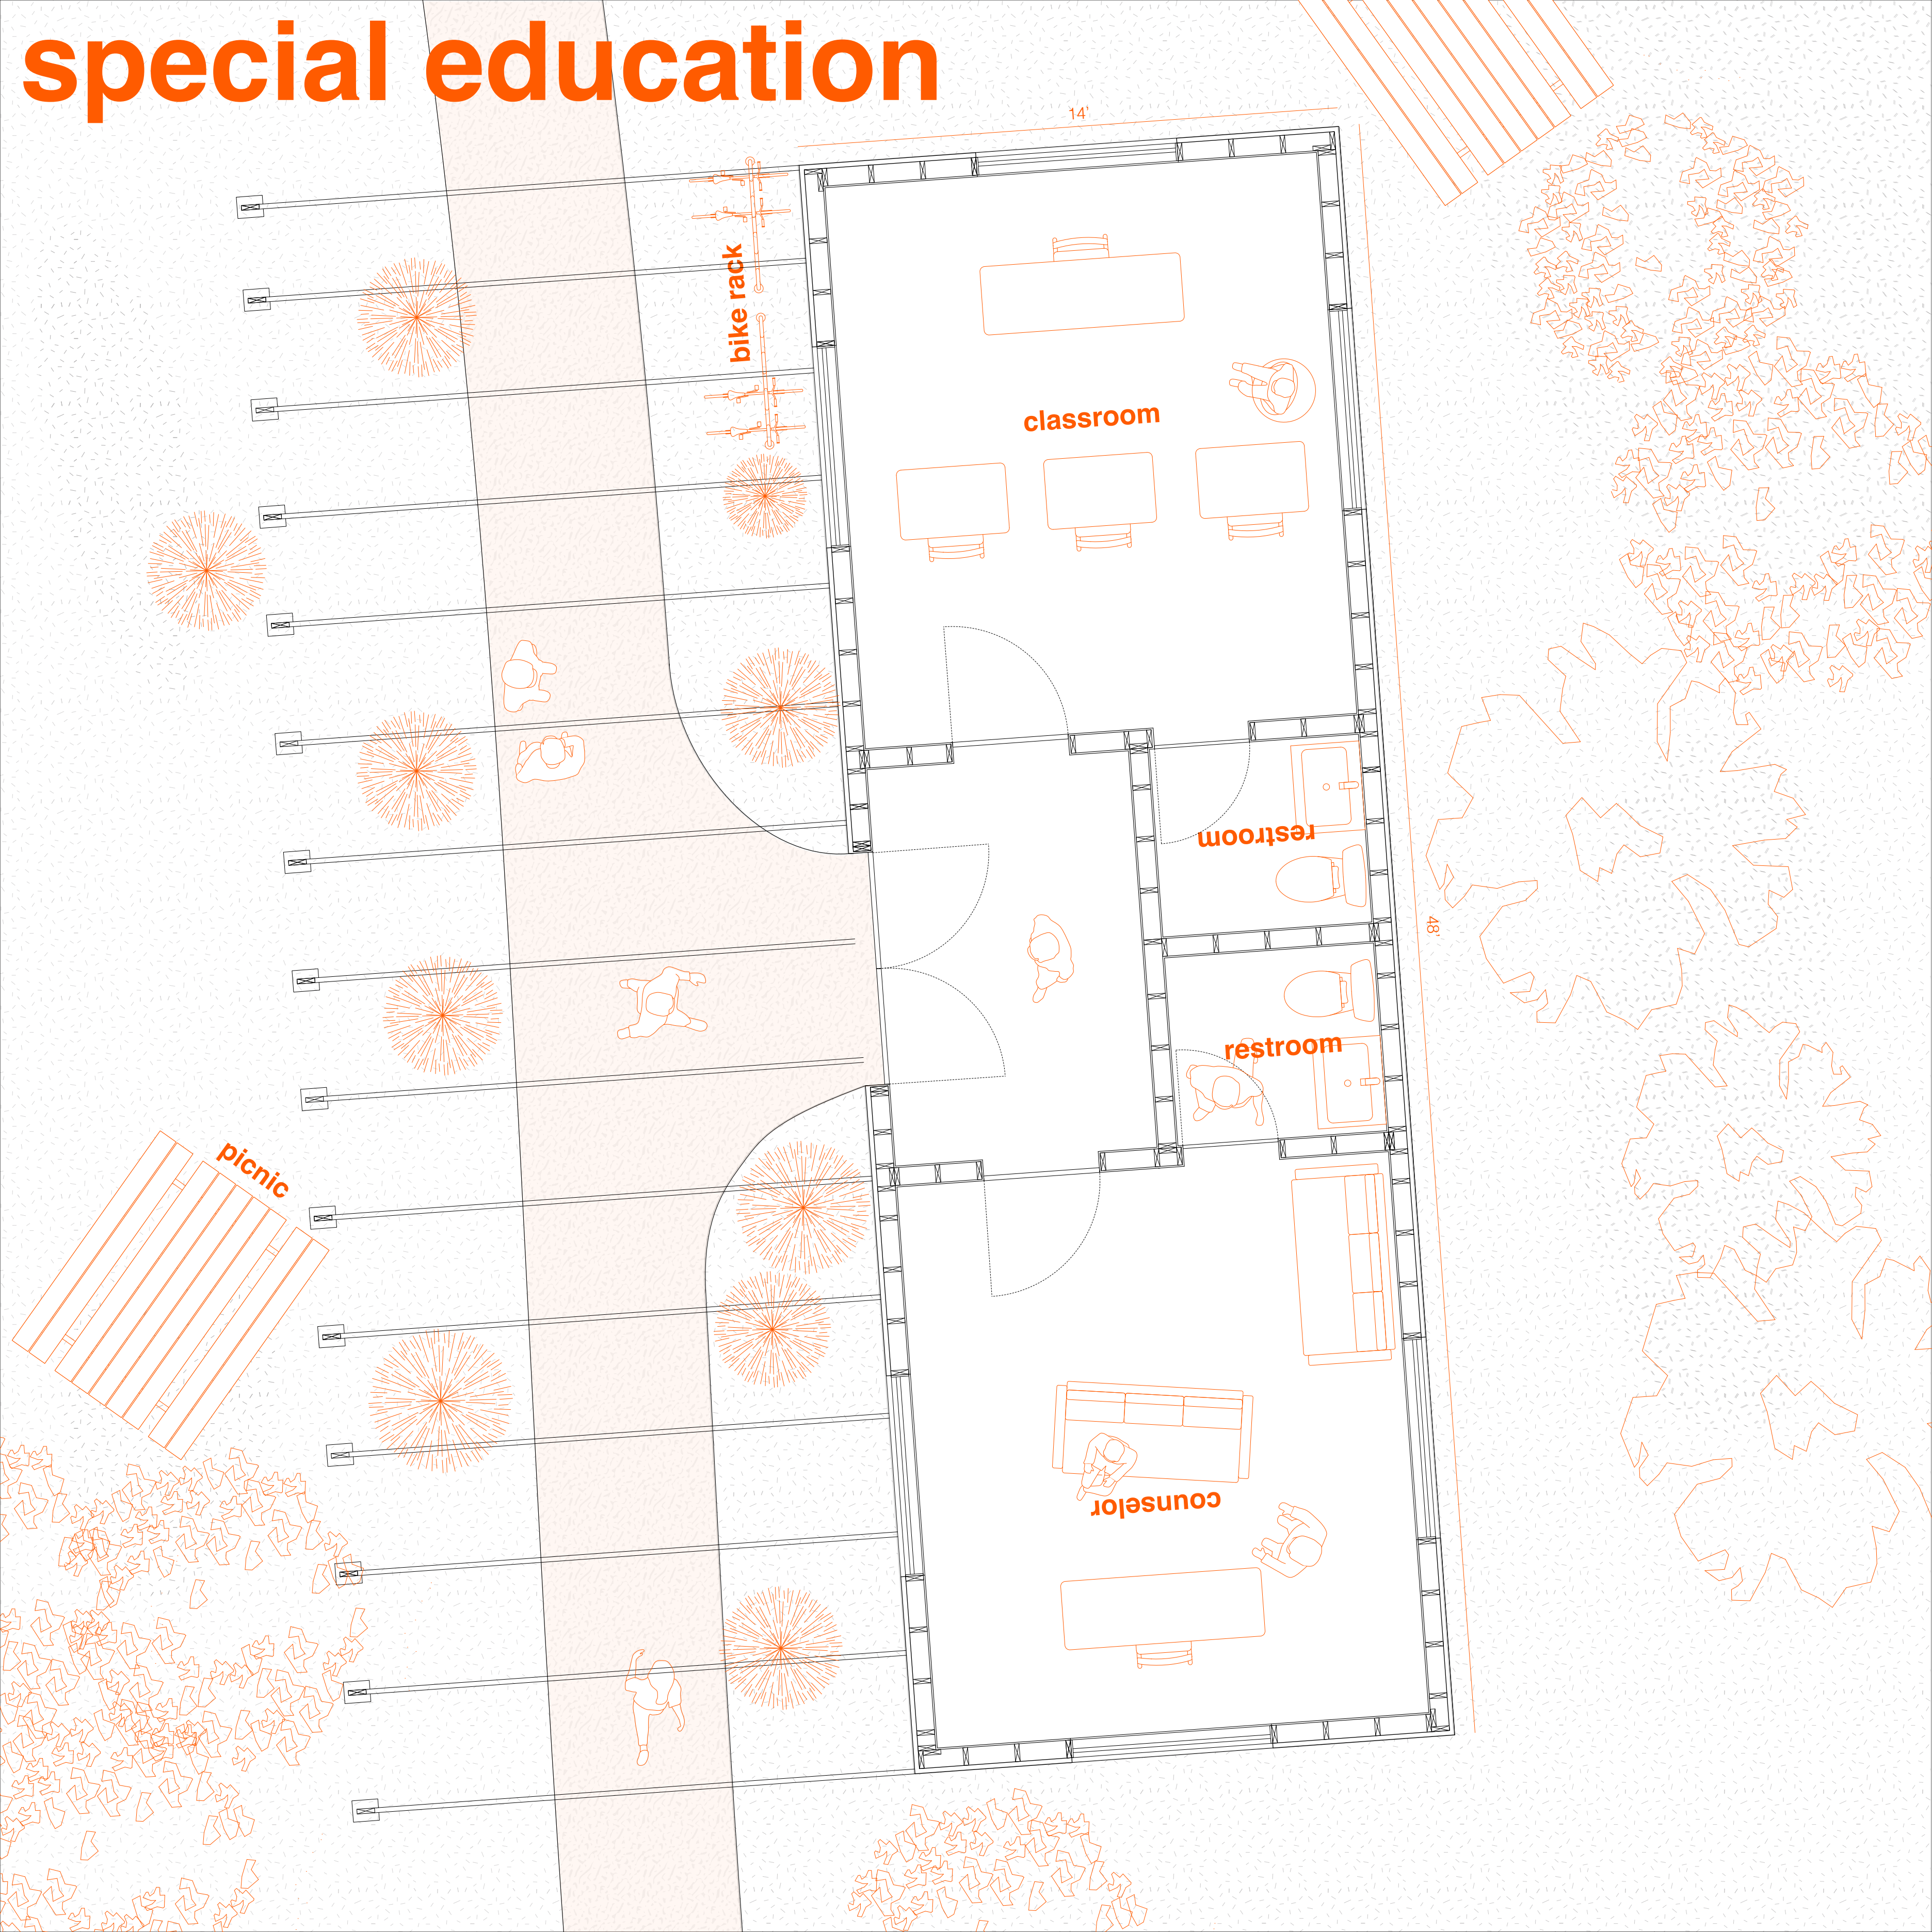 special education
14'
bike rack
classroom
restroom
48'
restroom
picnic
counselor